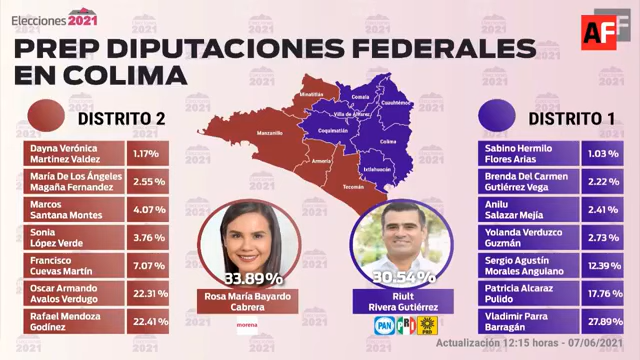 Elecciones 2021
AFF
PREP DIPUTACIONES FEDERALES
EN COLIMA
DISTRITO 2
Dayna Verónica
Martinez Valdez
1.17%
María De Los Ángeles
Magaña Fernandez
2.55 %
Marcos
Santana Montes
4.07 %
Sonia
López Verde
3.76 %
Francisco
Cuevas Martín
7.07 %
Oscar Armando
Avalos Verdugo
22.31 %
Rafael Mendoza
Godínez
22.41 %
Minatitlán
Comala
Cuauhtémoc
Villa de Álvarez
Manzanillo
Coquimatlán
Colima
Armería
Ixtlahuacán
Tecomán
33.89 %
Rosa María Bayardo
Cabrera
morena
30.54 %
Riult
Rivera Gutiérrez
PAN
PRI
PRD
DISTRITO 1
Sabino Hermilo
Flores Arias
1.03 %
Brenda Del Carmen
Gutiérrez Vega
2.22 %
Anilu
Salazar Mejía
2.41 %
Yolanda Verduzco
Guzmán
2.73 %
Sergio Agustín
Morales Anguiano
12.39 %
Patricia Alcaraz
Pulido
17.76 %
Vladimir Parra
Barragán
27.89 %
Actualización 12:15 horas - 07/06/2021